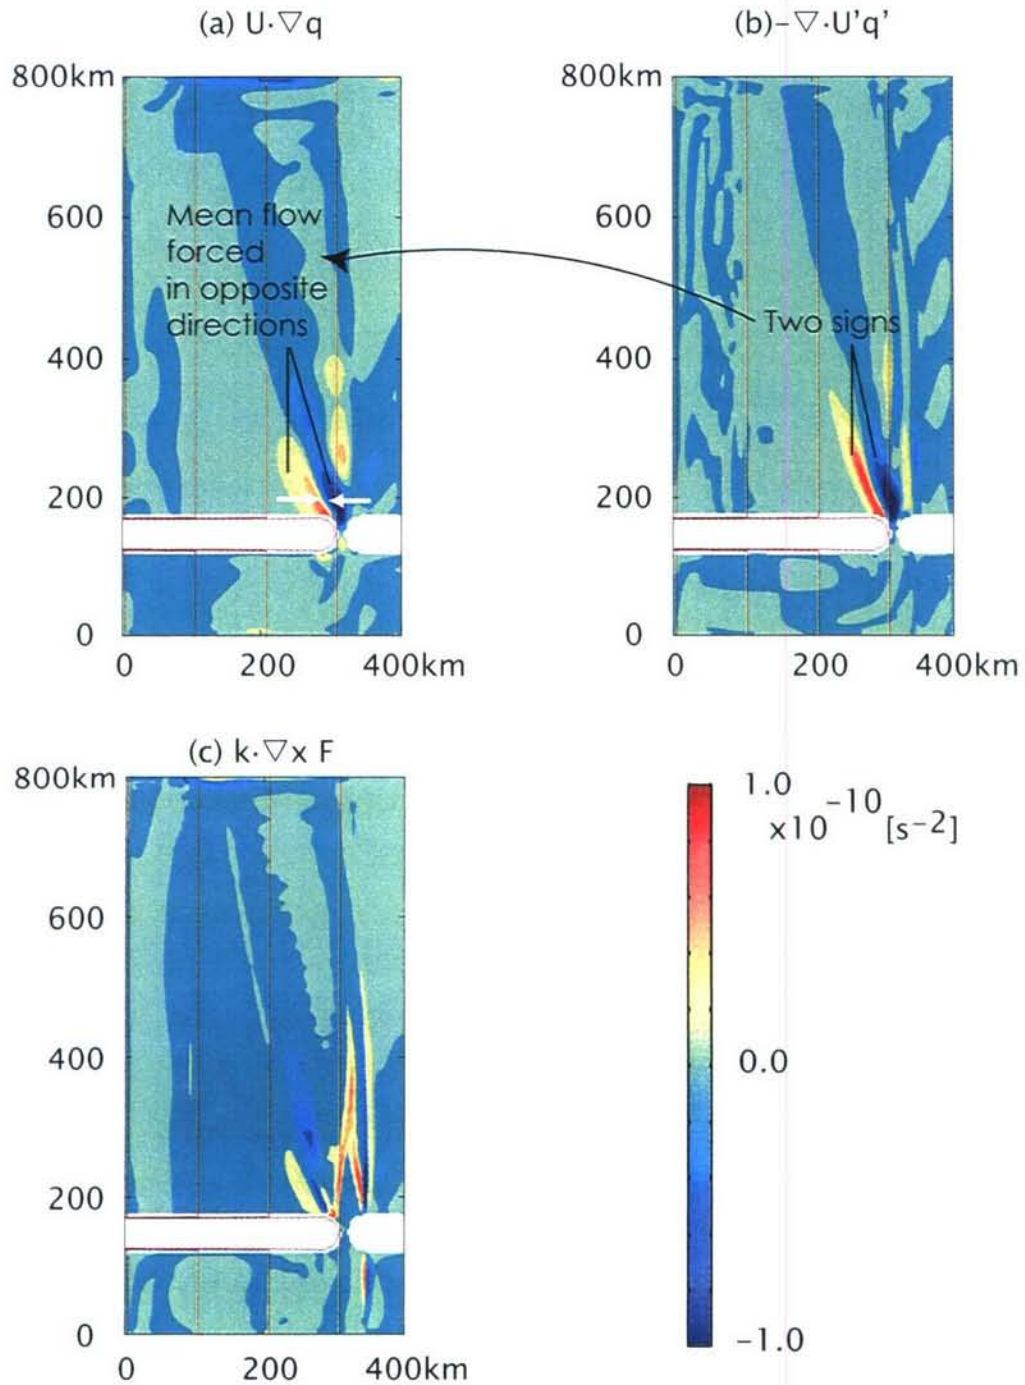 (a) U·▽q
800km
600
400
200
0
0 200 400km
Mean flow
forced
in opposite
directions
(b)-▽·U'q'
800km
600
400
200
0
0 200 400km
Two signs
(c) k·▽x F
800km
600
400
200
0
0 200 400km
1.0
x10 -10 [s-2]
0.0
-1.0